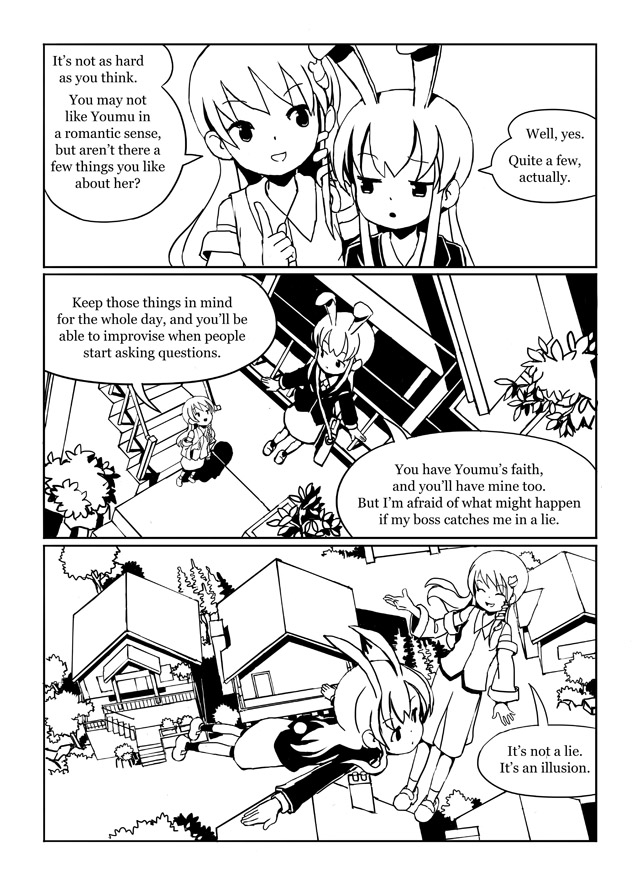 It's not as hard
as you think.
You may not
like Youmu in
a romantic sense,
but aren't there a
few things you like
about her?
Well, yes.
Quite a few,
actually.
Keep those things in mind
for the whole day, and you'll be
able to improvise when people
start asking questions.
You have Youmu's faith,
and you'll have mine too.
But I'm afraid of what might happen
if my boss catches me in a lie.
It's not a lie.
It's an illusion.